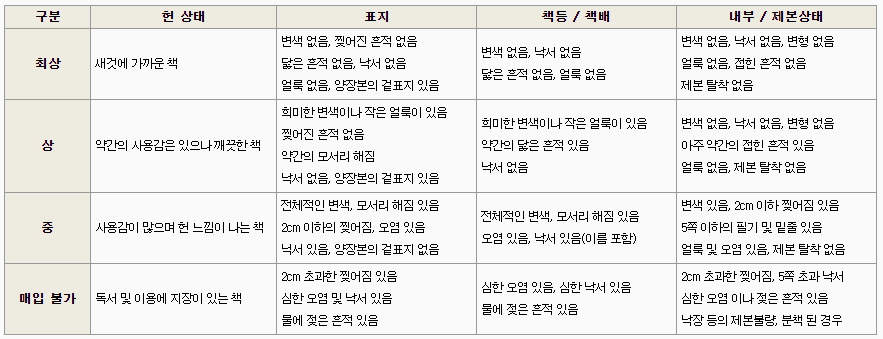 구분 헌 상태 표지 책등 / 책배 내부 / 제본상태
최상
새것에 가까운 책
변색 없음, 찢어진 흔적 없음
닳은 흔적 없음, 낙서 없음
얼룩 없음, 양장본의 겉표지 있음
변색 없음, 낙서 없음
닳은 흔적 없음, 얼룩 없음
변색 없음, 낙서 없음, 변형 없음
얼룩 없음, 접힌 흔적 없음
제본 탈착 없음
상
약간의 사용감은 있으나 깨끗한 책
희미한 변색이나 작은 얼룩이 있음
찢어진 흔적 없음
약간의 모서리 해짐
낙서 없음, 양장본의 겉표지 있음
희미한 변색이나 작은 얼룩이 있음
약간의 닳은 흔적 있음
낙서 없음
변색 없음, 낙서 없음, 변형 없음
아주 약간의 접힌 흔적 있음
얼룩 없음, 제본 탈착 없음
중
사용감이 많으며 헌 느낌이 나는 책
전체적인 변색, 모서리 해짐 있음
2cm 이하의 찢어짐, 오염 있음
낙서 있음, 양장본의 겉표지 없음
전체적인 변색, 모서리 해짐 있음
오염 있음, 낙서 있음(이름 포함)
변색 있음, 2cm 이하 찢어짐 있음
5쪽 이하의 필기 및 밑줄 있음
얼룩 및 오염 있음, 제본 탈착 없음
매입 불가
독서 및 이용에 지장이 있는 책
2cm 초과한 찢어짐 있음
심한 오염 및 낙서 있음
물에 젖은 흔적 있음
심한 오염 있음, 심한 낙서 있음
물에 젖은 흔적 있음
2cm 초과한 찢어짐, 5쪽 초과 낙서
심한 오염 이나 젖은 흔적 있음
낙장 등의 제본불량, 분책 된 경우